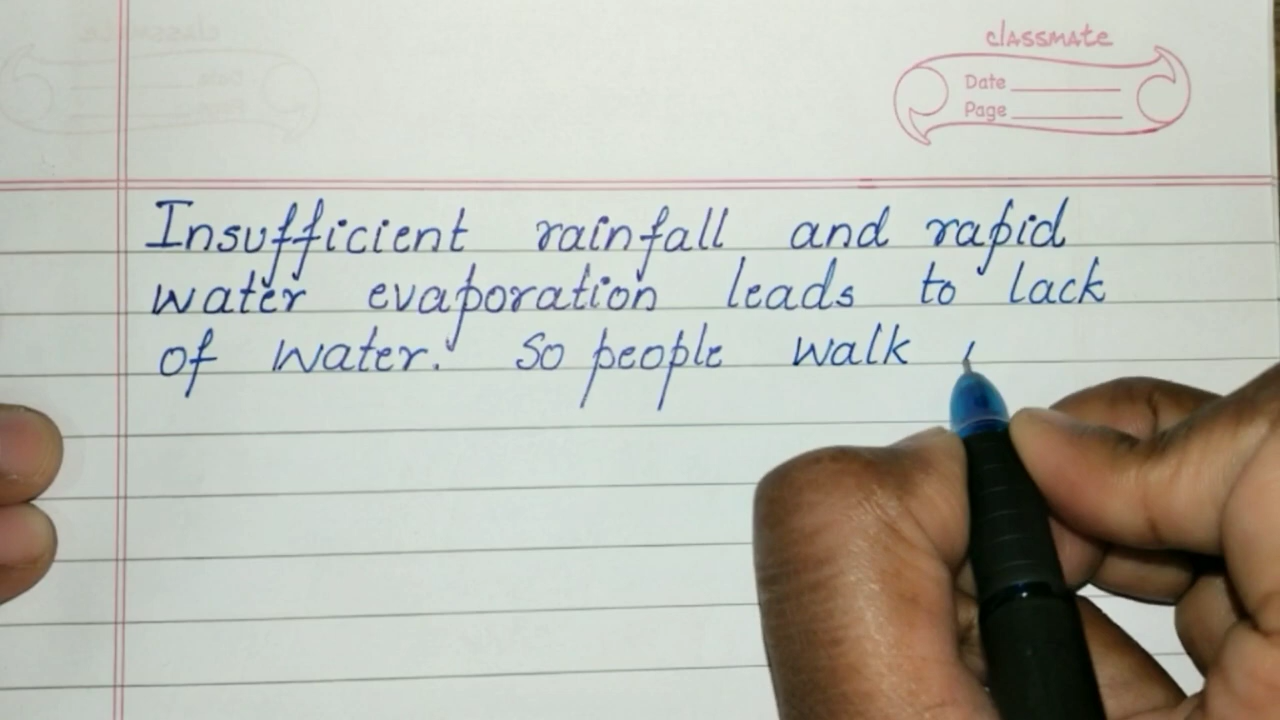 classmate
Date
Page
Insufficient rainfall and rapid
water evaporation leads to lack
of water. So people walk